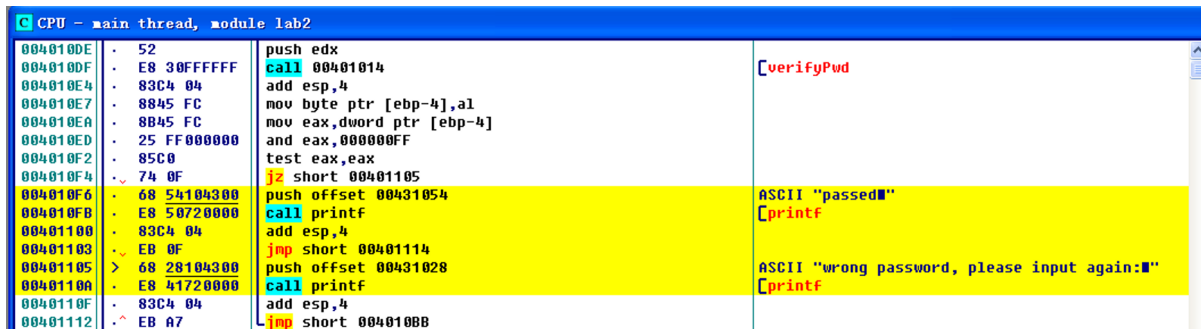 C CPU - main thread, module lab2
004010DE · 52 push edx
004010DF · E8 30FFFFFF call 00401014 [verifyPwd
004010E4 · 83C4 04 add esp,4
004010E7 · 8845 FC mov byte ptr [ebp-4],al
004010EA · 8B45 FC mov eax,dword ptr [ebp-4]
004010ED · 25 FF000000 and eax,000000FF
004010F2 · 85C0 test eax,eax
004010F4 ·ˬ 74 0F jz short 00401105
004010F6 · 68 54104300 push offset 00431054 ASCII "passed■"
004010FB · E8 50720000 call printf [printf
00401100 · 83C4 04 add esp,4
00401103 ·ˬ EB 0F jmp short 00401114
00401105 > 68 28104300 push offset 00431028 ASCII "wrong password, please input again:■"
0040110A · E8 41720000 call printf [printf
0040110F · 83C4 04 add esp,4
00401112 ·^ EB A7 jmp short 004010BB